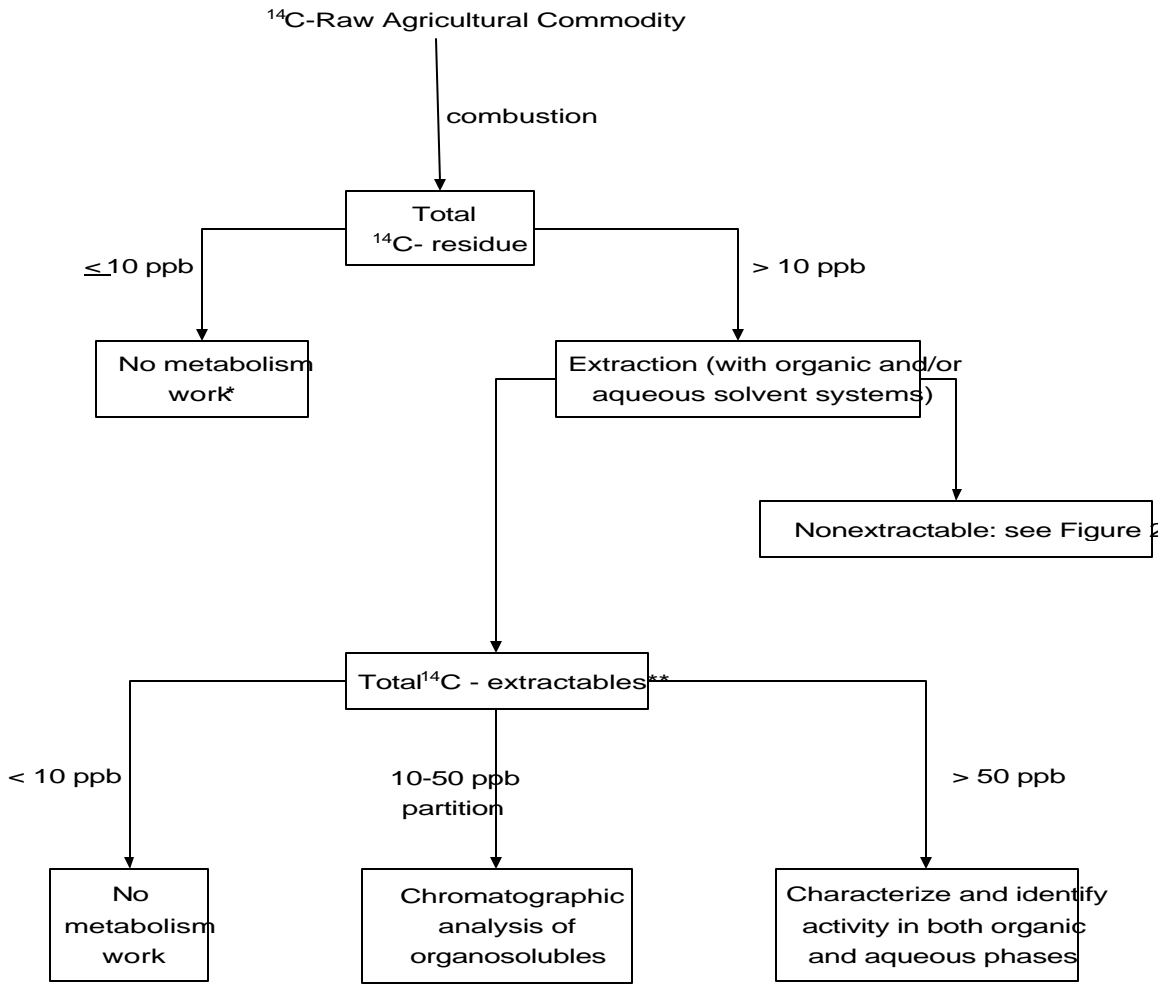 ¹⁴C-Raw Agricultural Commodity
combustion
Total
¹⁴C- residue
≤ 10 ppb
> 10 ppb
No metabolism
work*
Extraction (with organic and/or
aqueous solvent systems)
Nonextractable: see Figure 2
Total¹⁴C - extractables**
< 10 ppb
10-50 ppb
partition
> 50 ppb
No
metabolism
work
Chromatographic
analysis of
organosolubles
Characterize and identify
activity in both organic
and aqueous phases